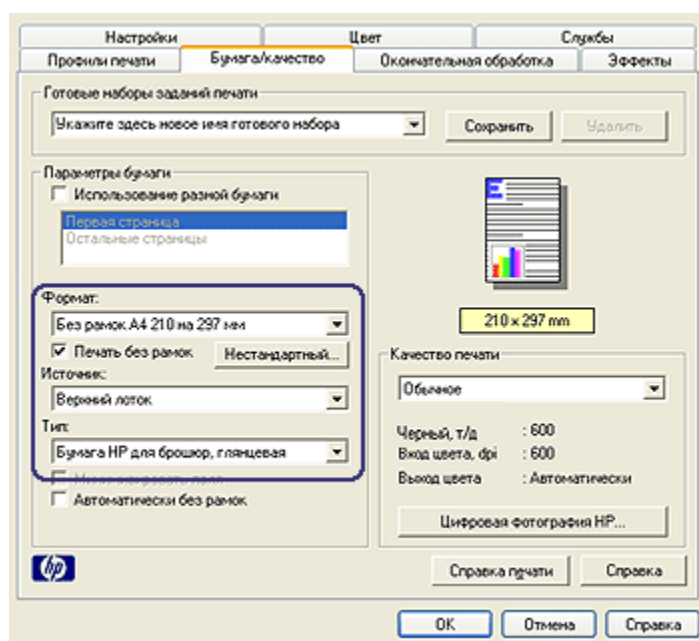 Настройки Цвет Службы
Профили печати Бумага/качество Окончательная обработка Эффекты
Готовые наборы заданий печати
Укажите здесь новое имя готового набора Сохранить Удалить
Параметры бумаги
Использование разной бумаги
Первая страница
Остальные страницы
E
210 x 297 mm
Формат:
Без рамок A4 210 на 297 мм
Печать без рамок Нестандартный...
Источник:
Верхний лоток
Тип:
Бумага HP для брошюр, глянцевая
Автоматически без рамок
Качество печати
Обычное
Черный, т/д : 600
Вход цвета, dpi : 600
Выход цвета : Автоматически
Цифровая фотография HP...
hp
Справка печати Справка
OK Отмена Справка